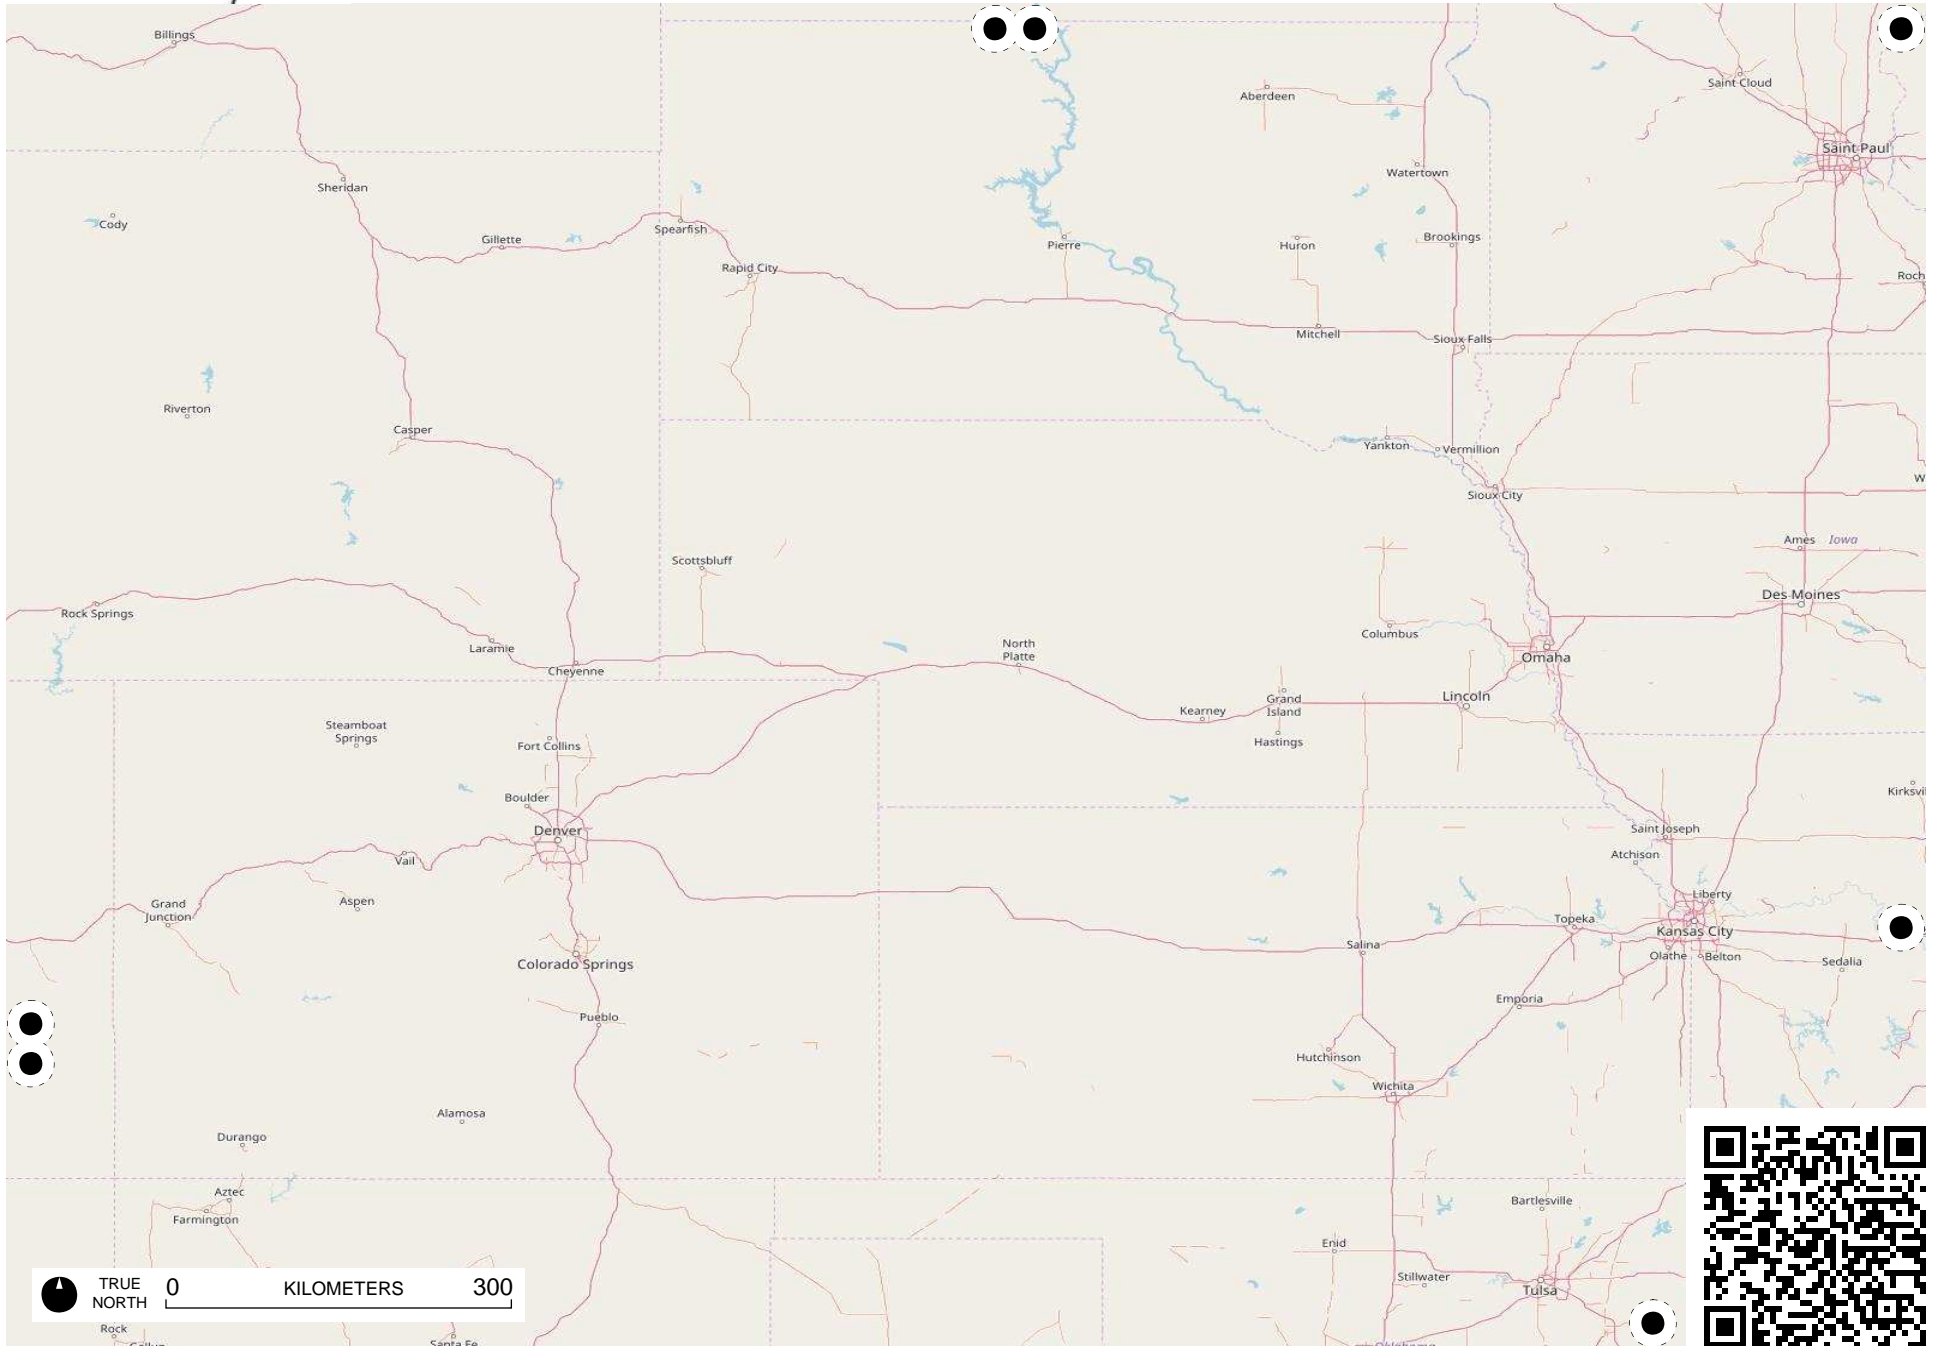 Billings
Saint Cloud
Aberdeen
Saint Paul
Watertown
Sheridan
Cody
Spearfish
Gillette
Pierre
Huron
Brookings
Rapid City
Roch
Mitchell
Sioux Falls
Riverton
Casper
Yankton
Vermillion
W
Sioux City
Ames
Iowa
Scottsbluff
Des Moines
Rock Springs
Columbus
Laramie
North
Platte
Omaha
Cheyenne
Lincoln
Grand
Island
Kearney
Steamboat
Springs
Fort Collins
Hastings
Kirksvil
Boulder
Denver
Saint Joseph
Atchison
Vail
Liberty
Aspen
Grand
Junction
Topeka
Kansas City
Salina
Olathe
Belton
Sedalia
Colorado Springs
Emporia
Pueblo
Hutchinson
Wichita
Alamosa
Durango
Aztec
Farmington
Bartlesville
Enid
Stillwater
Tulsa
TRUE
NORTH
0
KILOMETERS
300
Rock
Santa Fe
Gallup
Oklahoma